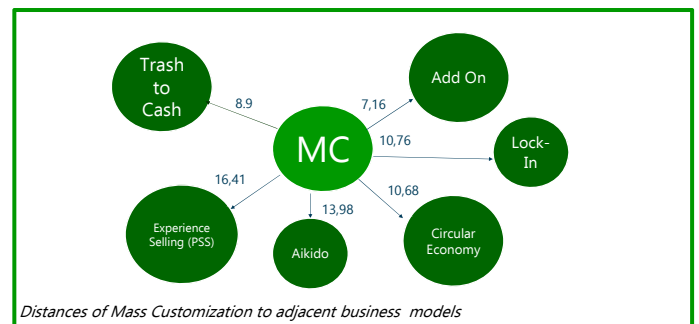 Trash
to
Cash
8.9
MC
7,16
Add On
10,76
Lock-
In
16,41
Experience
Selling (PSS)
13,98
Aikido
10,68
Circular
Economy
Distances of Mass Customization to adjacent business models